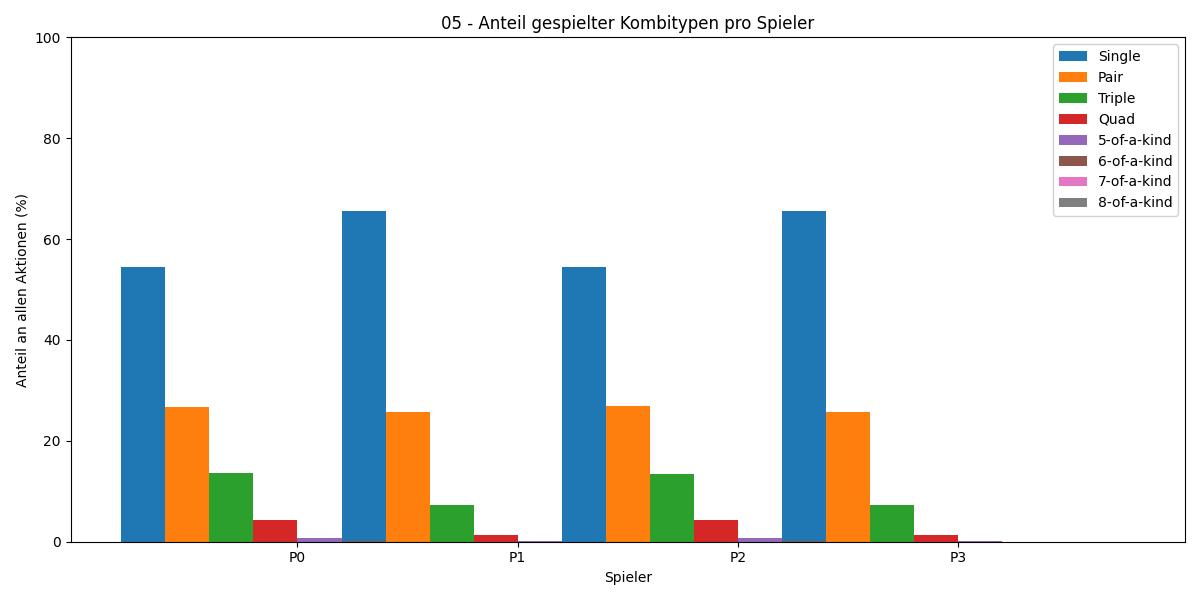 05 - Anteil gespielter Kombitypen pro Spieler
Anteil an allen Aktionen (%)
100
80
60
40
20
0
Single
Pair
Triple
Quad
5-of-a-kind
6-of-a-kind
7-of-a-kind
8-of-a-kind
P0 P1 P2 P3
Spieler